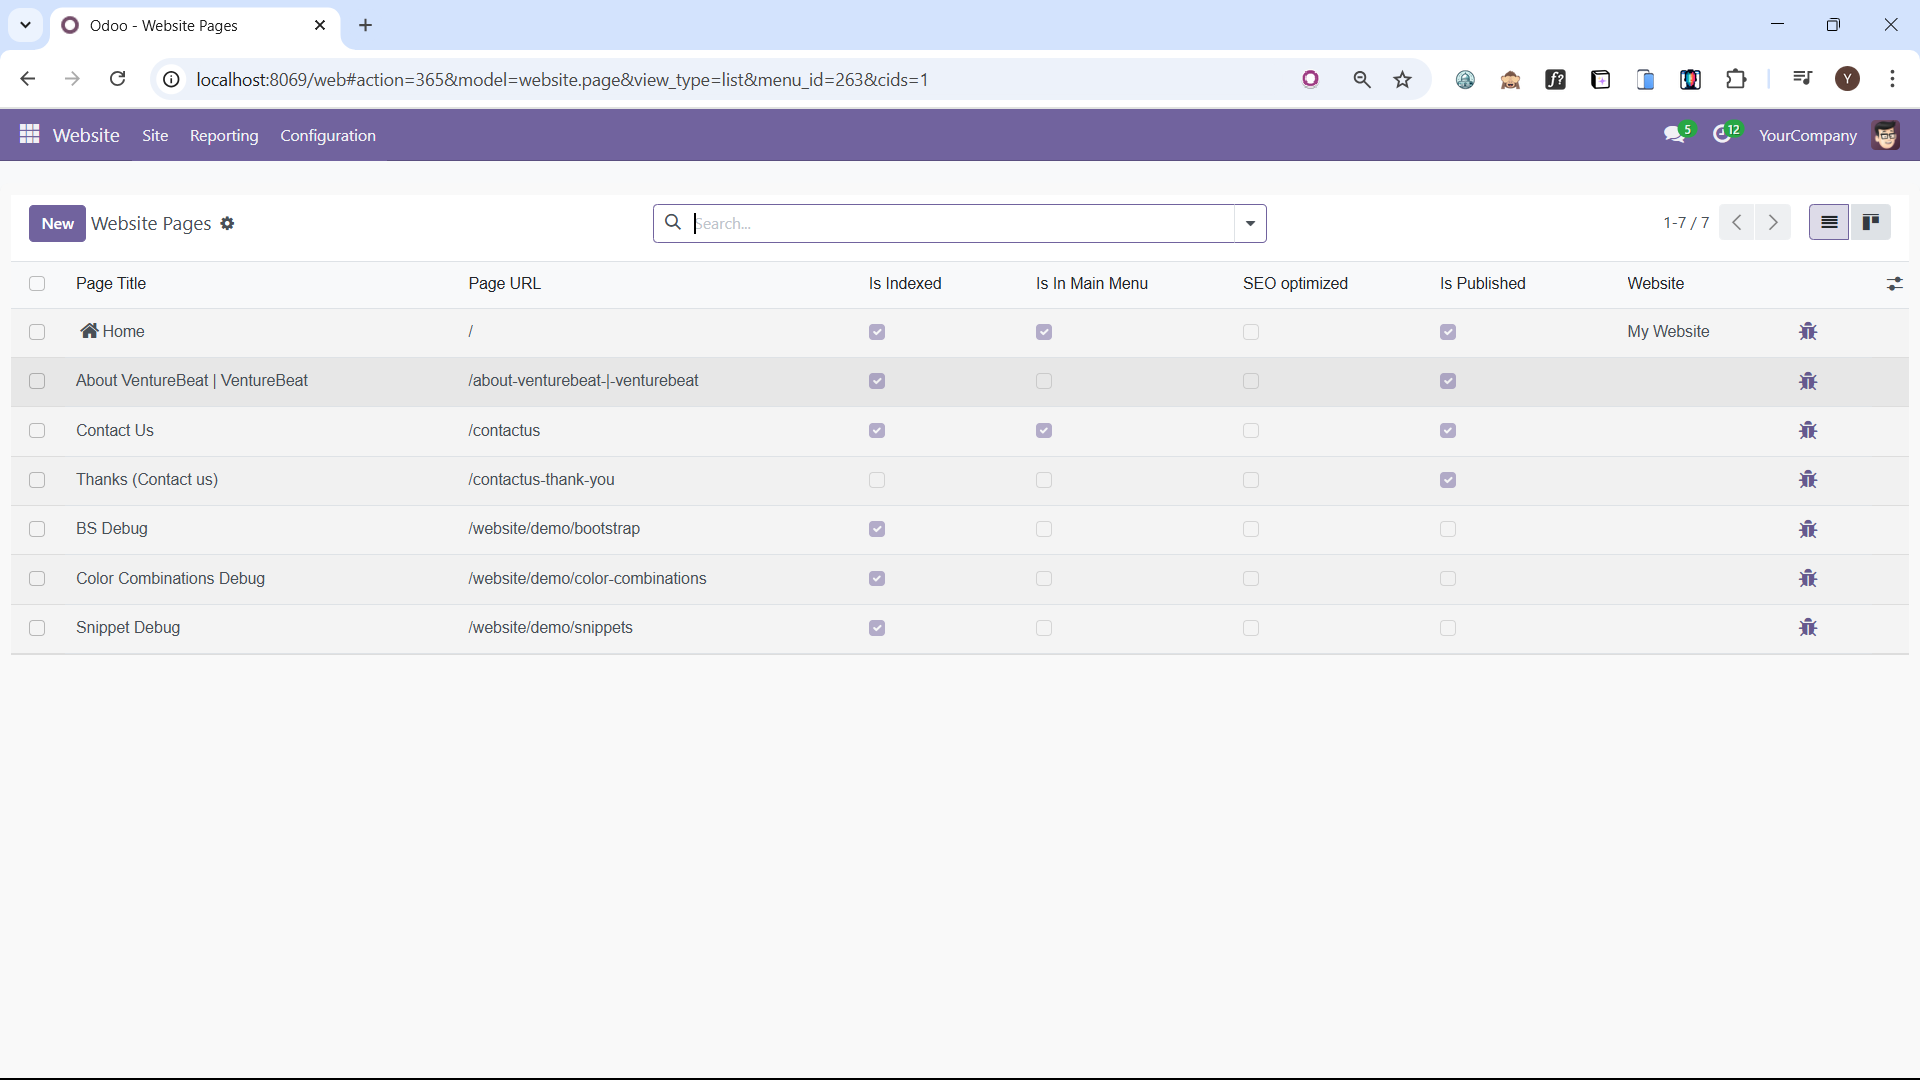 Odoo - Website Pages
localhost:8069/web#action=365&model=website.page&view_type=list&menu_id=263&cids=1
f?
Y
Website Site Reporting Configuration 5 12 YourCompany
New Website Pages Search... 1-7 / 7
Page Title Page URL Is Indexed Is In Main Menu SEO optimized Is Published Website
Home / My Website
About VentureBeat | VentureBeat /about-venturebeat-|-venturebeat
Contact Us /contactus
Thanks (Contact us) /contactus-thank-you
BS Debug /website/demo/bootstrap
Color Combinations Debug /website/demo/color-combinations
Snippet Debug /website/demo/snippets